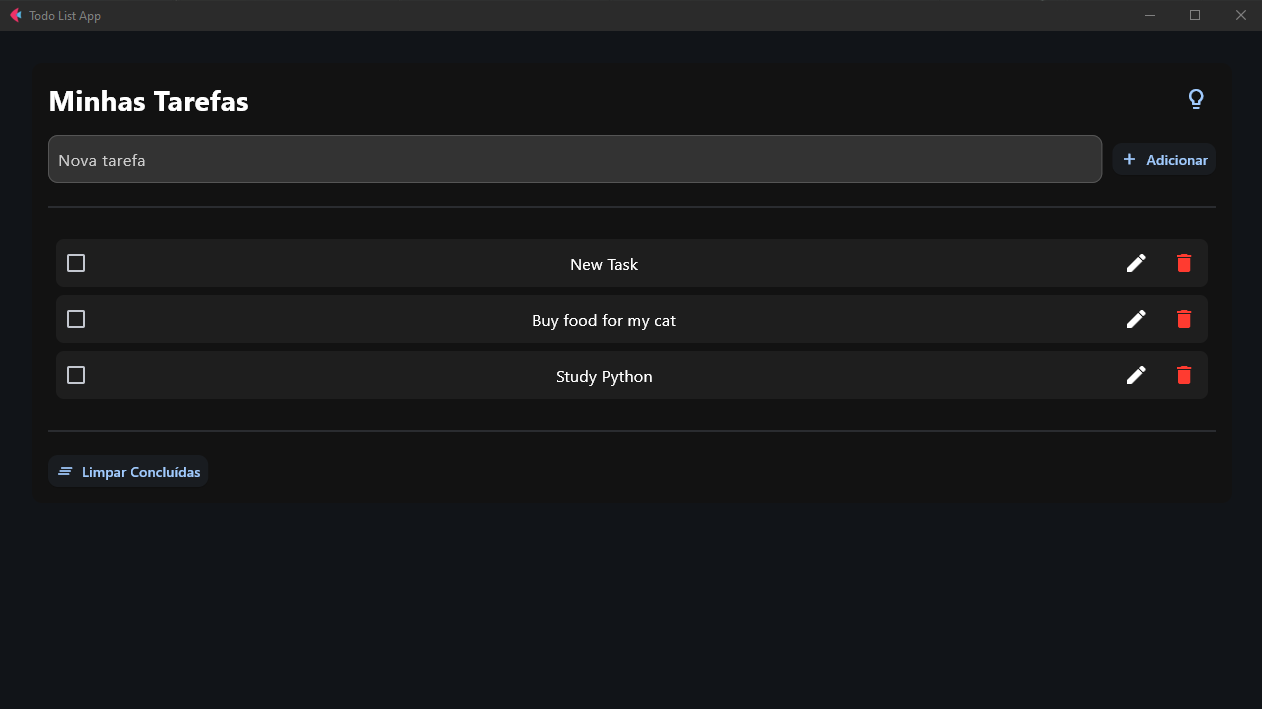 Todo List App
Minhas Tarefas
Nova tarefa
Adicionar
New Task
Buy food for my cat
Study Python
Limpar Concluídas